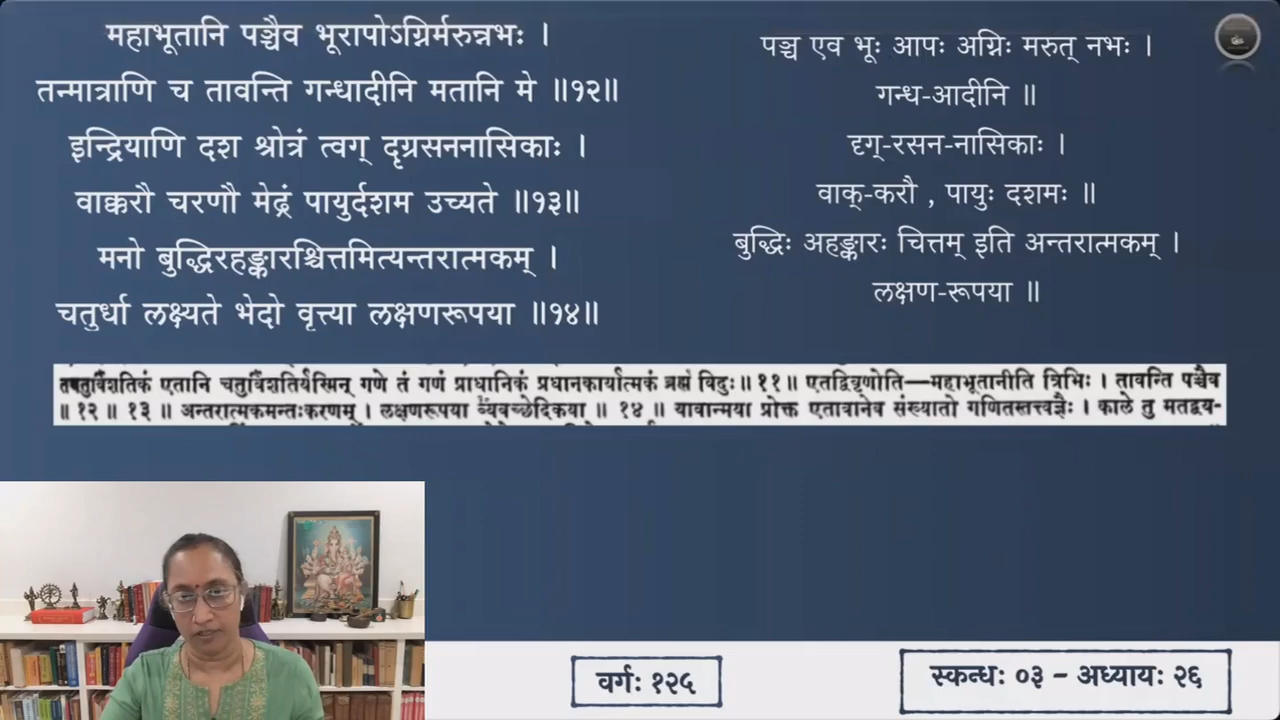 महाभूतानि पञ्चैव भूरापोऽग्निर्मरुन्नभः ।
तन्मात्राणि च तावन्ति गन्धादीनि मतानि मे ॥१२॥
इन्द्रियाणि दश श्रोत्रं त्वग् दृग्रसननासिकाः ।
वाक्करौ चरणौ मेढ्रं पायुर्दशम उच्यते ॥१३॥
मनो बुद्धिरहङ्कारश्चित्तमित्यन्तरात्मकम् ।
चतुर्धा लक्ष्यते भेदो वृत्त्या लक्षणरूपया ॥१४॥
पञ्च एव भूः आपः अग्निः मरुत् नभः ।
गन्ध-आदीनि ॥
दृग्-रसन-नासिकाः ।
वाक्-करौ , पायुः दशमः ॥
बुद्धिः अहङ्कारः चित्तम् इति अन्तरात्मकम् ।
लक्षण-रूपया ॥
एतानि चतुर्विंशतिर्यस्मिन् गणे तं गणं प्राधानिकं प्रधानकार्यात्मकं ब्रह्म विदुः॥ ११॥ एतद्विवृणोति—महाभूतानीति त्रिभिः । तावन्ति पञ्चैव
॥ १२ ॥ १३ ॥ अन्तरात्मकमन्तःकरणम् । लक्षणरूपया व्यवच्छेदिकया ॥ १४ ॥ यावान्मया प्रोक्त एतावानेव संख्यातो गणितस्तत्त्वज्ञैः । काले तु मतद्वय-
वर्गः १२५
स्कन्धः ०३ - अध्यायः २६